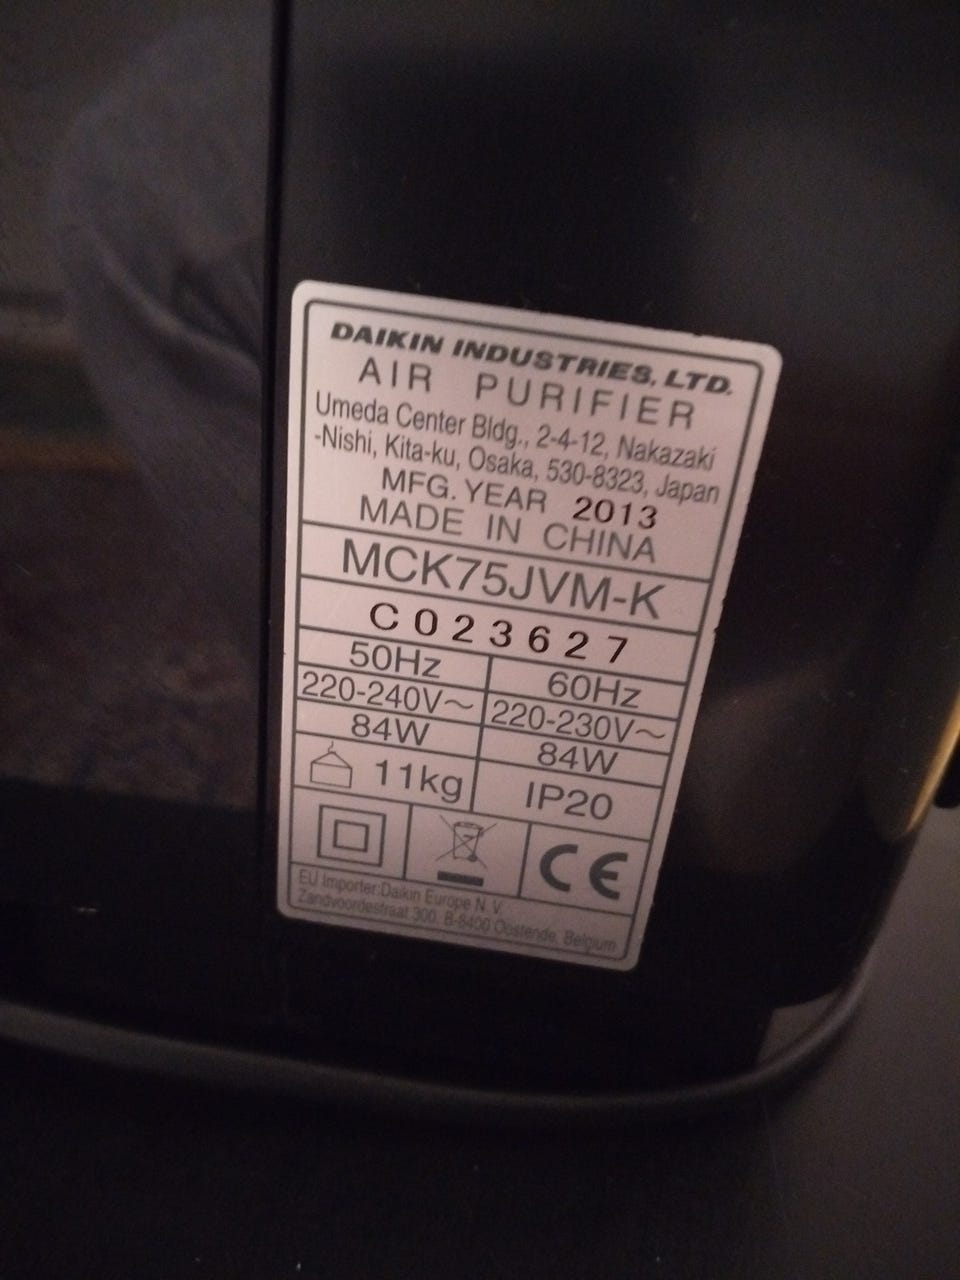 DAIKIN INDUSTRIES, LTD.
AIR PURIFIER
Umeda Center Bldg., 2-4-12, Nakazaki
-Nishi, Kita-ku, Osaka, 530-8323, Japan
MFG. YEAR 2013
MADE IN CHINA
MCK75JVM-K
C023627
50Hz 60Hz
220-240V~ 220-230V~
84W 84W
11kg IP20
CE
EU Importer:Daikin Europe N.V.
Zandvoordestraat 300, B-8400 Oostende, Belgium